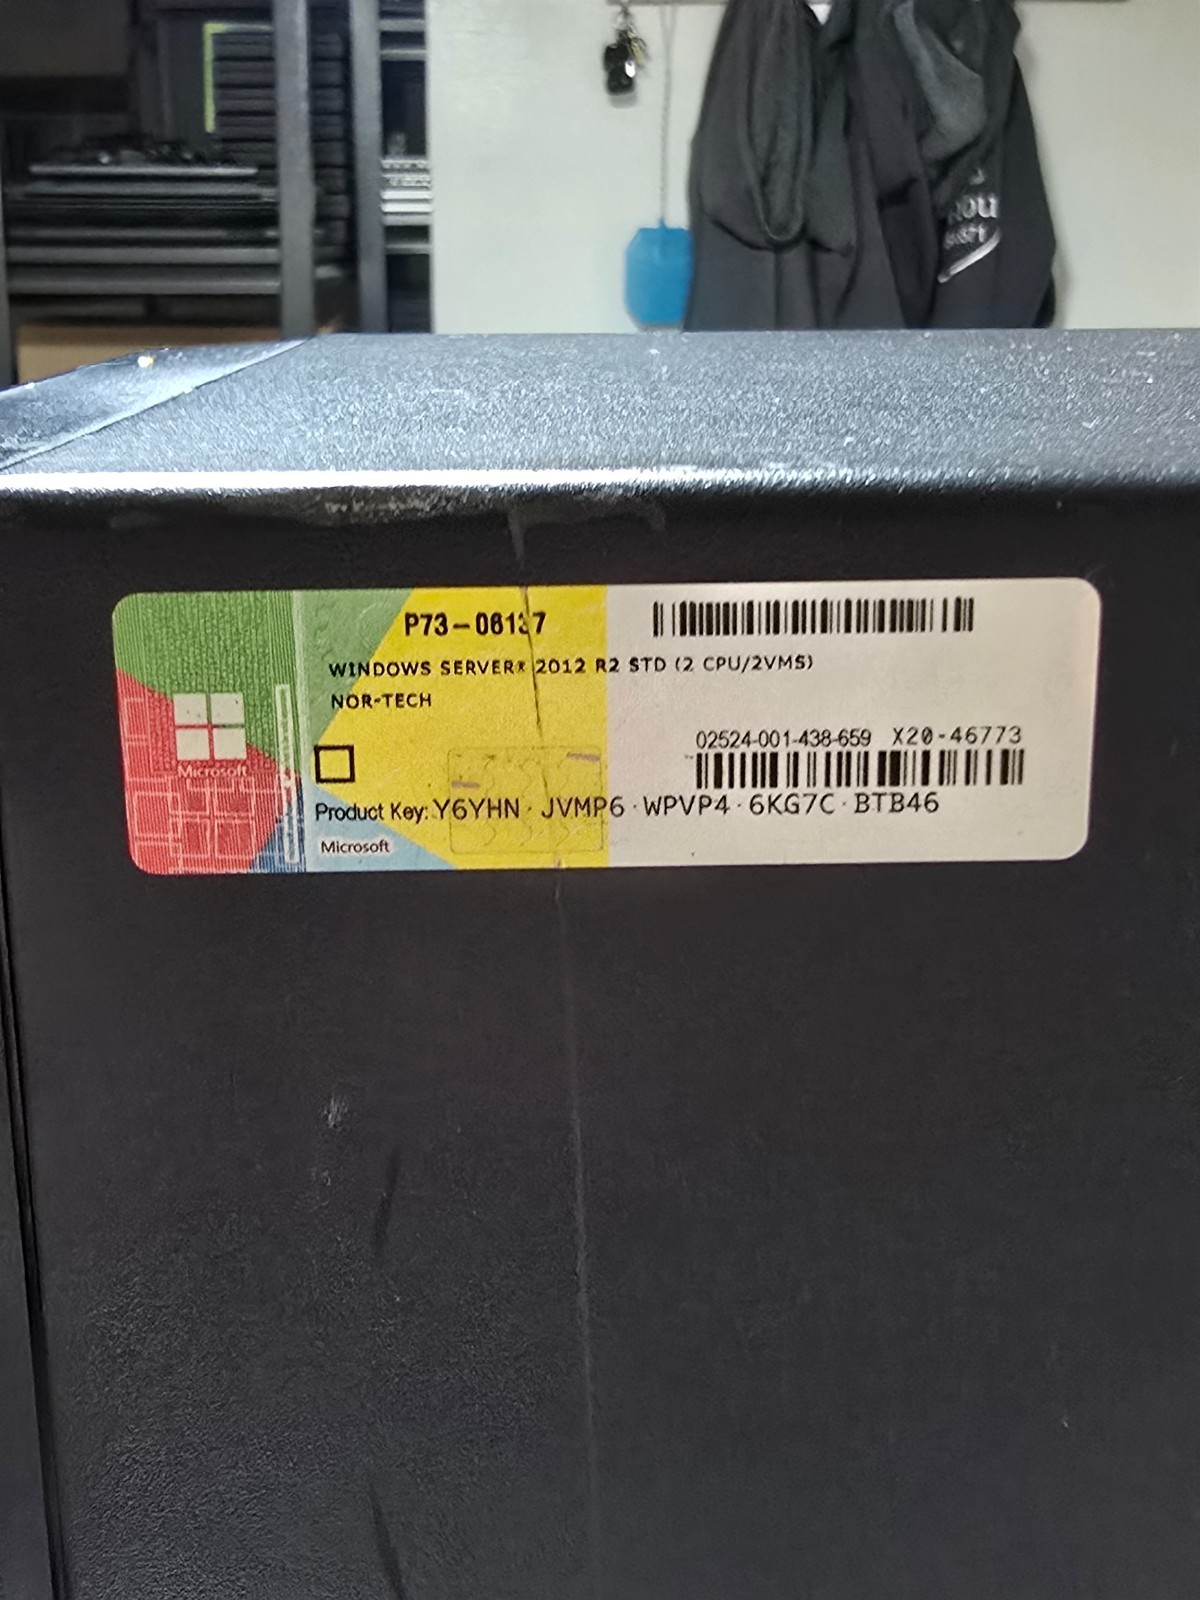 P73-06137
WINDOWS SERVER® 2012 R2 STD (2 CPU/2VMS)
NOR-TECH
Microsoft
02524-001-438-659 X20-46773
Product Key: Y6YHN-JVMP6-WPVP4-6KG7C-BTB46
Microsoft